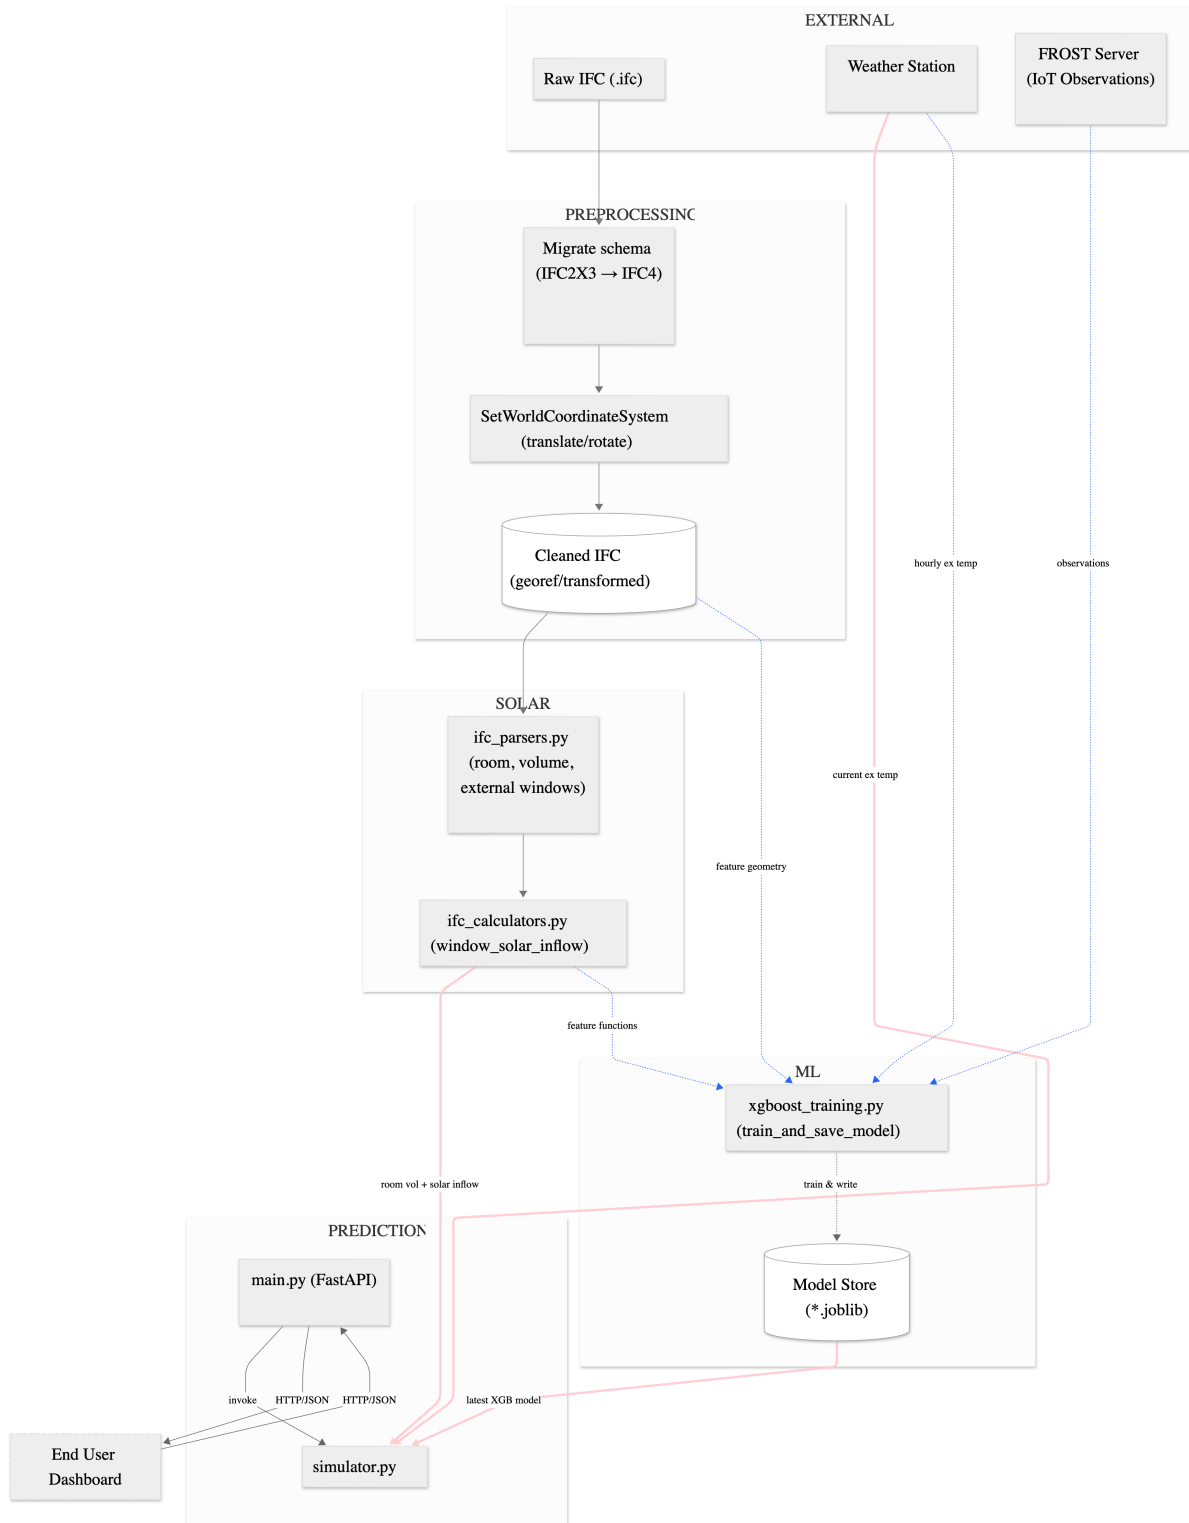 EXTERNAL
Raw IFC (.ifc)
Weather Station
FROST Server
(IoT Observations)
PREPROCESSING
Migrate schema
(IFC2X3 → IFC4)
SetWorldCoordinateSystem
(translate/rotate)
Cleaned IFC
(georef/transformed)
hourly ex temp
observations
SOLAR
ifc_parsers.py
(room, volume,
external windows)
current ex temp
feature geometry
ifc_calculators.py
(window_solar_inflow)
feature functions
ML
xgboost_training.py
(train_and_save_model)
room vol + solar inflow
train & write
PREDICTION
main.py (FastAPI)
Model Store
(*.joblib)
invoke
HTTP/JSON
HTTP/JSON
latest XGB model
End User
Dashboard
simulator.py